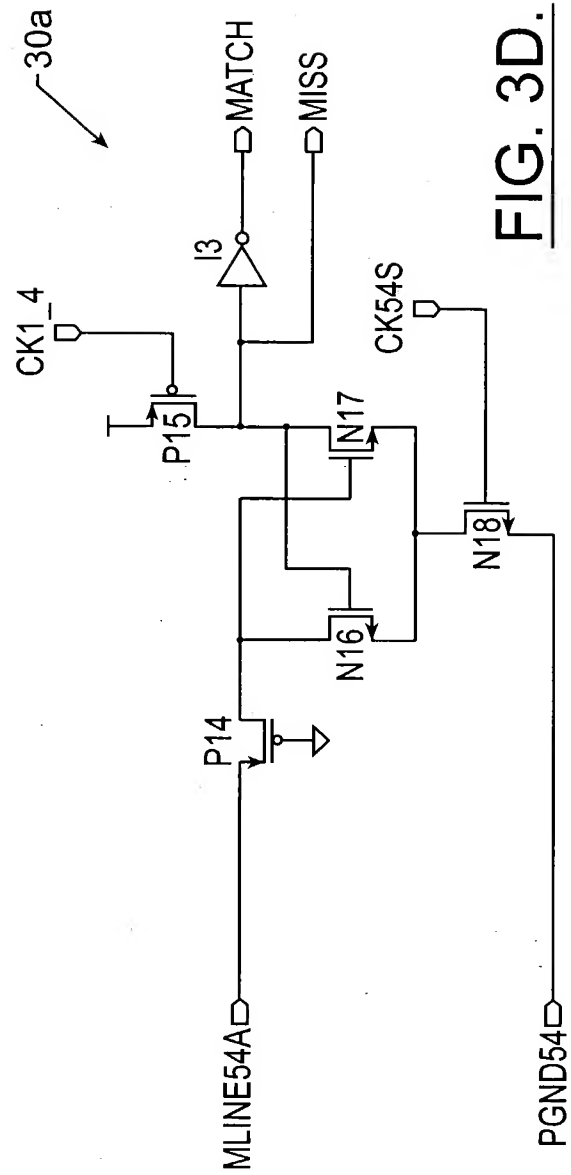 30a
MATCH
MISS
I3
CK1_4
P15
N17
CK54S
N16
N18
P14
MLINE54A
PGND54
FIG. 3D.